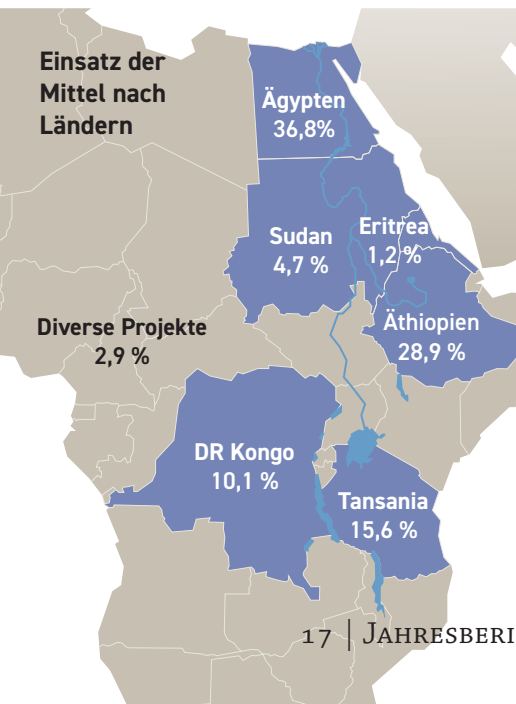 Einsatz der
Mittel nach
Ländern
Ägypten
36,8%
Sudan
4,7 %
Eritrea
1,2 %
Äthiopien
28,9 %
Diverse Projekte
2,9 %
DR Kongo
10,1 %
Tansania
15,6 %
17 | JAHRESBERI